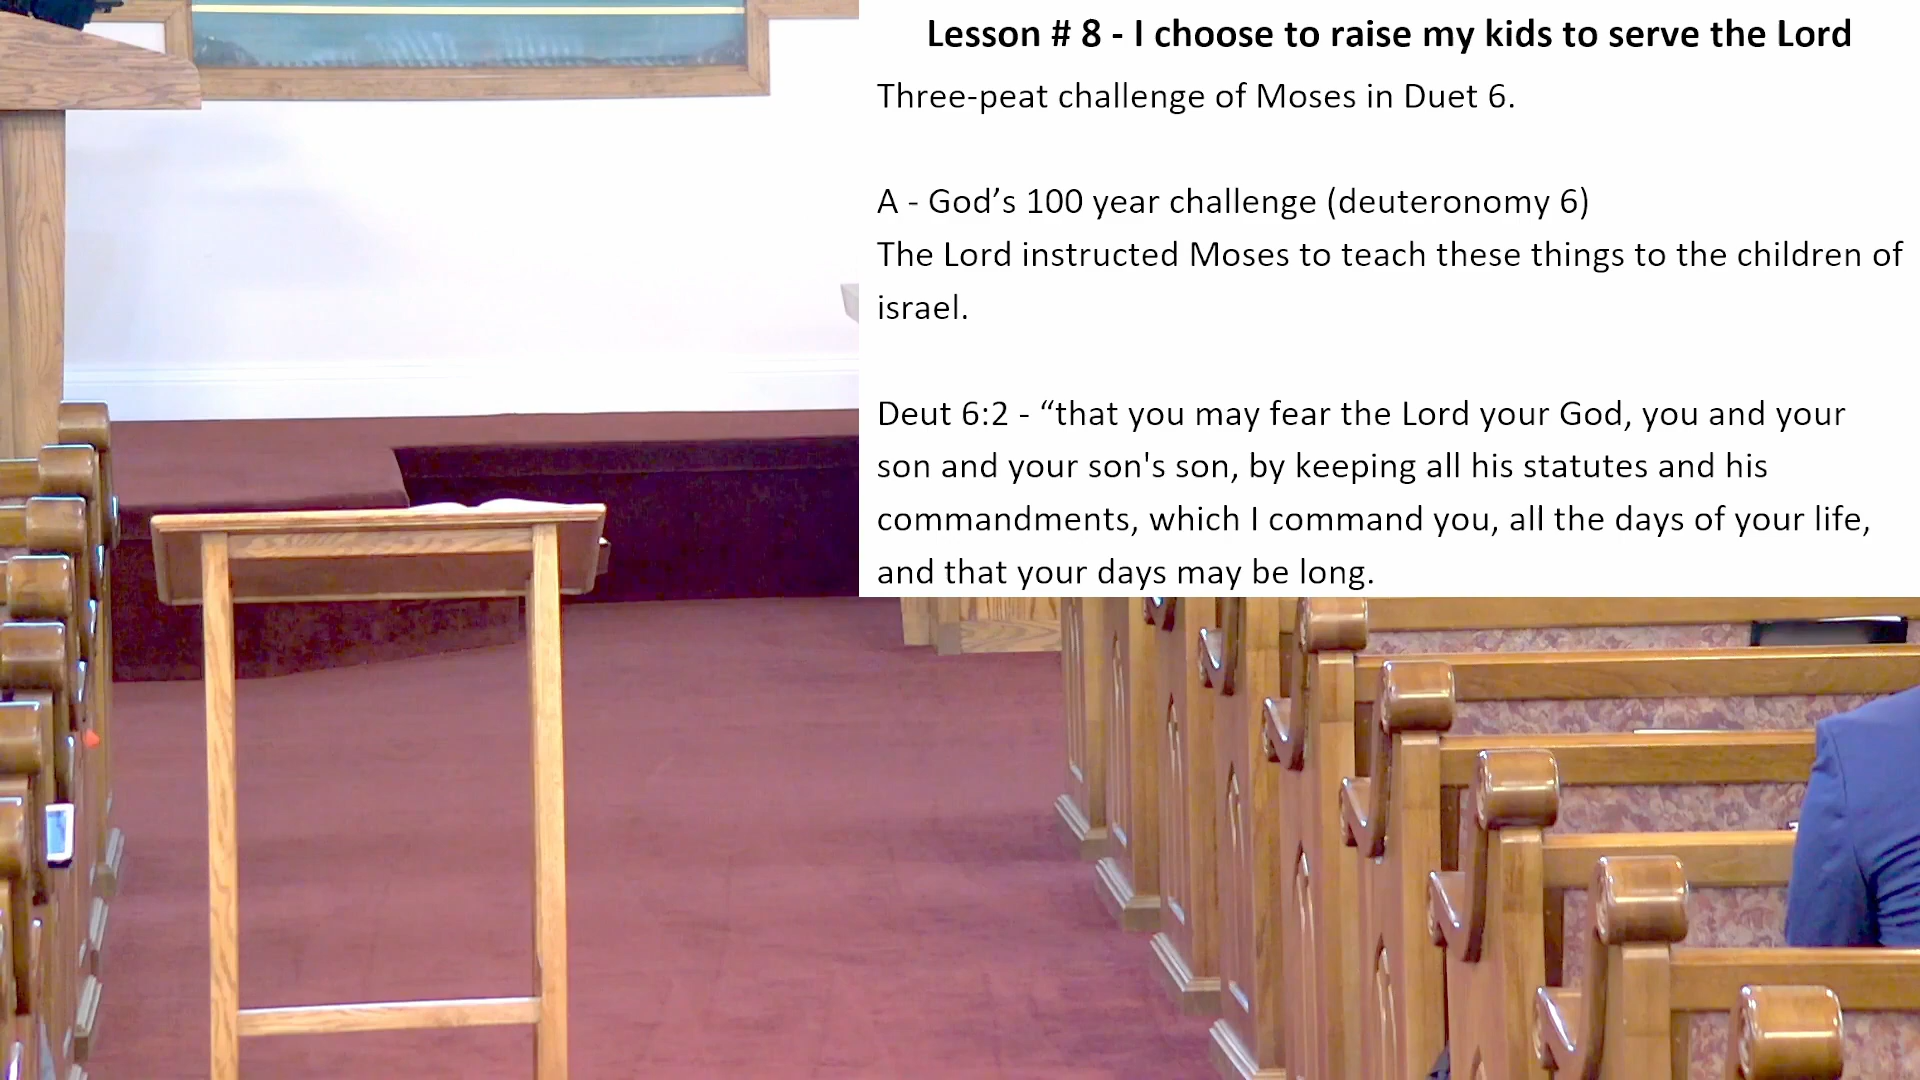 Lesson # 8 - I choose to raise my kids to serve the Lord
Three-peat challenge of Moses in Duet 6.
A - God’s 100 year challenge (deuteronomy 6)
The Lord instructed Moses to teach these things to the children of
israel.
Deut 6:2 - “that you may fear the Lord your God, you and your
son and your son's son, by keeping all his statutes and his
commandments, which I command you, all the days of your life,
and that your days may be long.